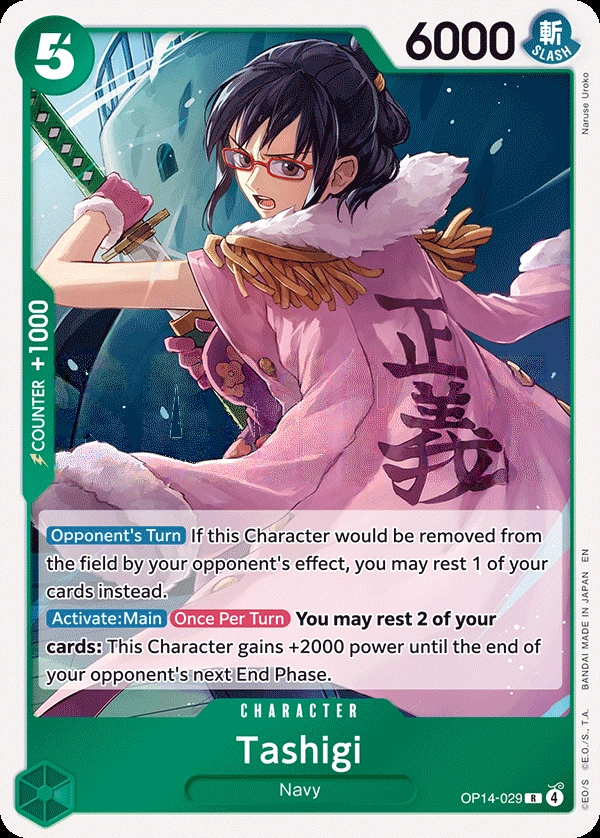 5
6000
斬
SLASH
Naruse Uroko
正義
COUNTER +1000
Opponent's Turn If this Character would be removed from
the field by your opponent's effect, you may rest 1 of your
cards instead.
Activate:Main Once Per Turn You may rest 2 of your
cards: This Character gains +2000 power until the end of
your opponent's next End Phase.
CHARACTER
Tashigi
Navy
OP14-029 R 4
©EO/S ©E.O./S., T.A. BANDAI MADE IN JAPAN EN